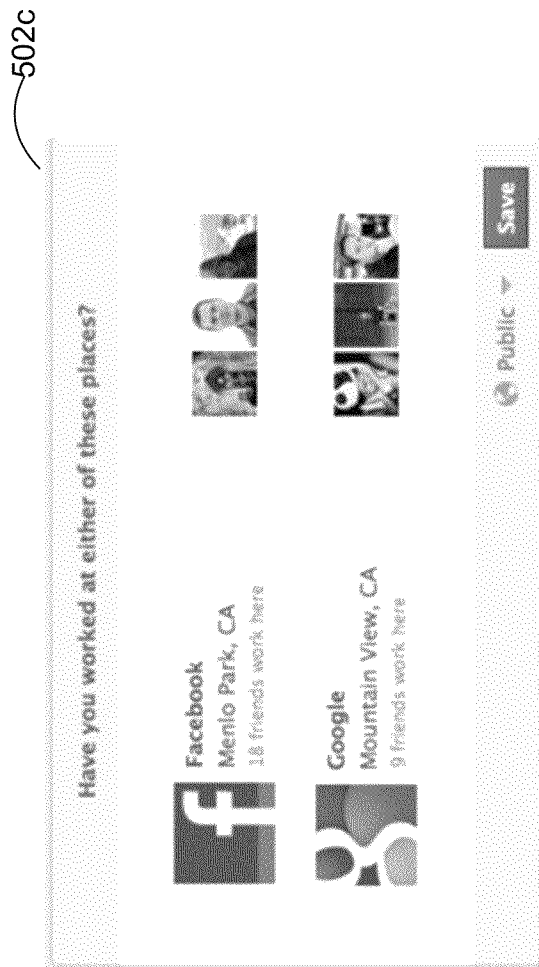 502c
Have you worked at either of these places?
Facebook
Menlo Park, CA
18 friends work here
Google
Mountain View, CA
9 friends work here
Public
Save